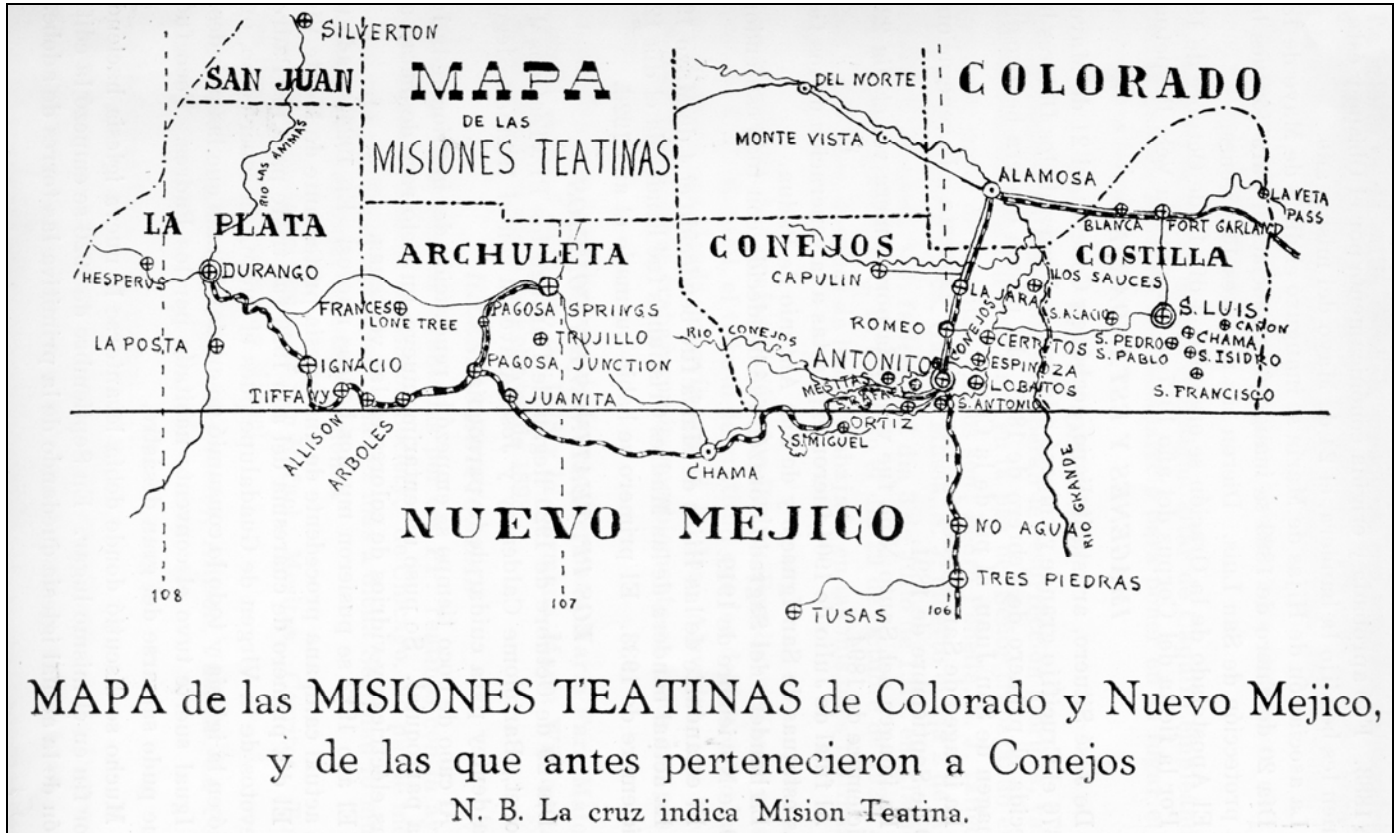 SILVERTON
SAN JUAN
MAPA
DE LAS
MISIONES TEATINAS
COLORADO
DEL NORTE
MONTE VISTA
RIO LAS ANIMAS
ALAMOSA
LA VETA
PASS
BLANCA
FORT GARLAND
LA PLATA
ARCHULETA
CONEJOS
COSTILLA
HESPERUS
DURANGO
CAPULIN
LOS SAUCES
LA JARA
FRANCES
LONE TREE
PAGOSA SPRINGS
S. ACACIO
S. LUIS
CAÑON
ROMEO
CONEJOS
CERRITOS
S. PEDRO
CHAMA
S. PABLO
S. ISIDRO
LA POSTA
TRUJILLO
RIO CONEJOS
ANTONITO
ESPINOZA
IGNACIO
PAGOSA JUNCTION
MESITAS
LOBATOS
S. FRANCISCO
TIFFANY
JUANITA
S. RAFAEL
S. ANTONIO
ORTIZ
ALLISON
ARBOLES
S. MIGUEL
CHAMA
NUEVO MEJICO
NO AGUA
RIO GRANDE
TRES PIEDRAS
TUSAS
108
107
106
MAPA de las MISIONES TEATINAS de Colorado y Nuevo Mejico,
y de las que antes pertenecieron a Conejos
N. B. La cruz indica Mision Teatina.